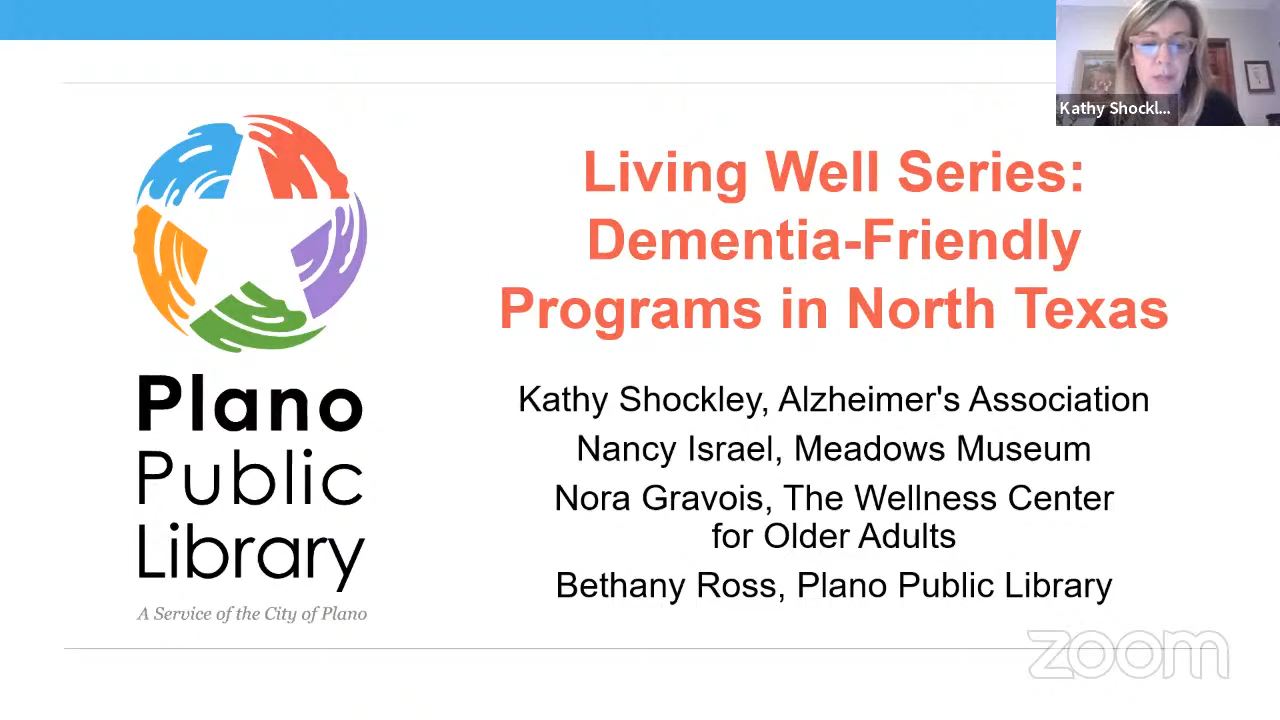 Kathy Shockl...
Living Well Series:
Dementia-Friendly
Programs in North Texas
Kathy Shockley, Alzheimer's Association
Nancy Israel, Meadows Museum
Nora Gravois, The Wellness Center
for Older Adults
Bethany Ross, Plano Public Library
Plano
Public
Library
A Service of the City of Plano
zoom